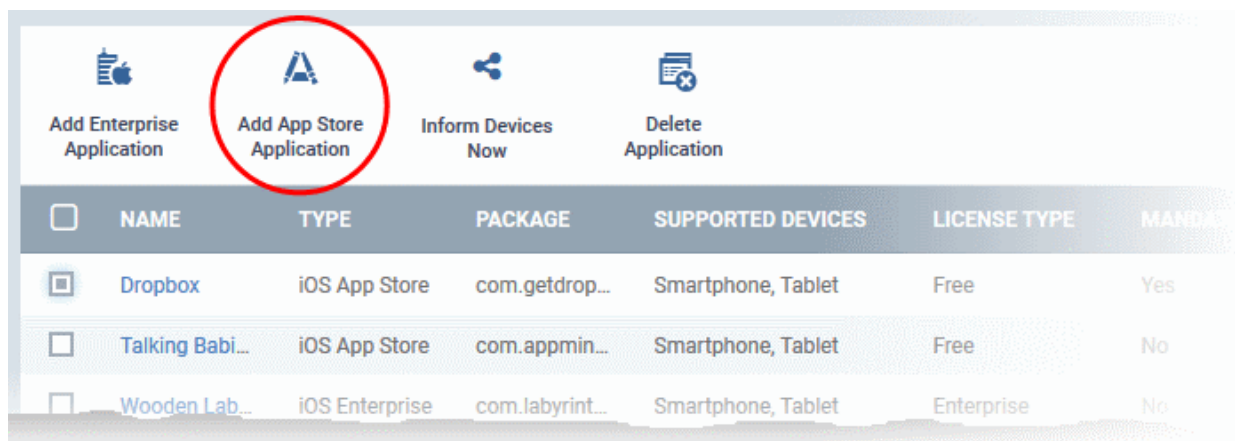 Add Enterprise Application
Add App Store Application
Inform Devices Now
Delete Application
NAME TYPE PACKAGE SUPPORTED DEVICES LICENSE TYPE
Dropbox iOS App Store com.getdrop... Smartphone, Tablet Free Yes
Talking Babi... iOS App Store com.appmin... Smartphone, Tablet Free No
Wooden Lab... iOS Enterprise com.labyrint... Smartphone, Tablet Enterprise No